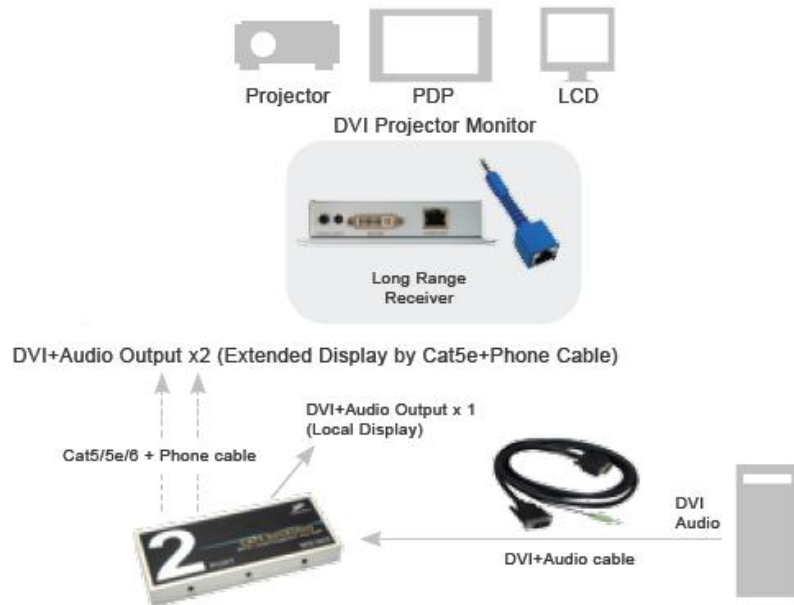 Projector
PDP
LCD
DVI Projector Monitor
Long Range
Receiver
DVI+Audio Output x2 (Extended Display by Cat5e+Phone Cable)
DVI+Audio Output x 1
(Local Display)
Cat5/5e/6 + Phone cable
2
DVI
Audio
DVI+Audio cable